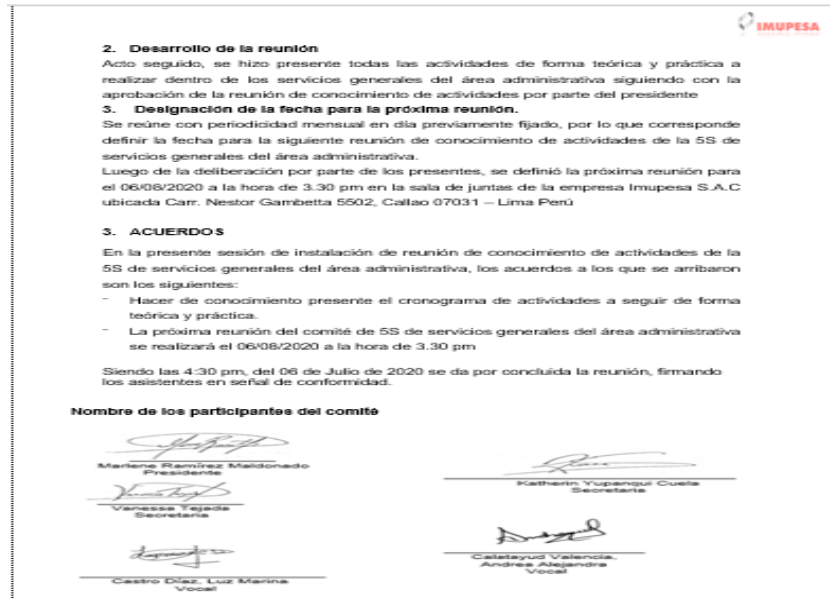 IMUPESA
2. Desarrollo de la reunión
Acto seguido, se hizo presente todas las actividades de forma teórica y práctica a
realizar dentro de los servicios generales del área administrativa siguiendo con la
aprobación de la reunión de conocimiento de actividades por parte del presidente
3. Designación de la fecha para la próxima reunión.
Se reúne con periodicidad mensual en día previamente fijado, por lo que corresponde
definir la fecha para la siguiente reunión de conocimiento de actividades de la 5S de
servicios generales del área administrativa.
Luego de la deliberación por parte de los presentes, se definió la próxima reunión para
el 06/08/2020 a la hora de 3.30 pm en la sala de juntas de la empresa Imupesa S.A.C
ubicada Carr. Nestor Gambetta 5502, Callao 07031 – Lima Perú
3. ACUERDOS
En la presente sesión de instalación de reunión de conocimiento de actividades de la
5S de servicios generales del área administrativa, los acuerdos a los que se arribaron
son los siguientes:
- Hacer de conocimiento presente el cronograma de actividades a seguir de forma
teórica y práctica.
- La próxima reunión del comité de 5S de servicios generales del área administrativa
se realizará el 06/08/2020 a la hora de 3.30 pm
Siendo las 4:30 pm, del 06 de Julio de 2020 se da por concluida la reunión, firmando
los asistentes en señal de conformidad.
Nombre de los participantes del comité
Marlene Ramírez Maldonado
Presidente
Katherin Yupanqui Cuela
Secretaria
Vanessa Tejada
Secretaria
Calatayud Valencia,
Andrea Alejandra
Vocal
Castro Díaz, Luz Marina
Vocal